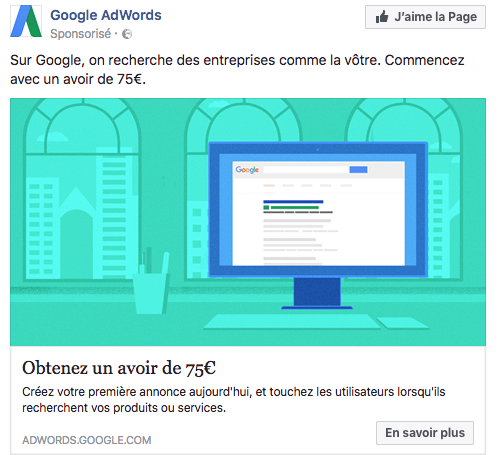 Google AdWords
J'aime la Page
Sponsorisé ·
Sur Google, on recherche des entreprises comme la vôtre. Commencez
avec un avoir de 75€.
Google
Obtenez un avoir de 75€
Créez votre première annonce aujourd'hui, et touchez les utilisateurs lorsqu'ils
recherchent vos produits ou services.
En savoir plus
ADWORDS.GOOGLE.COM